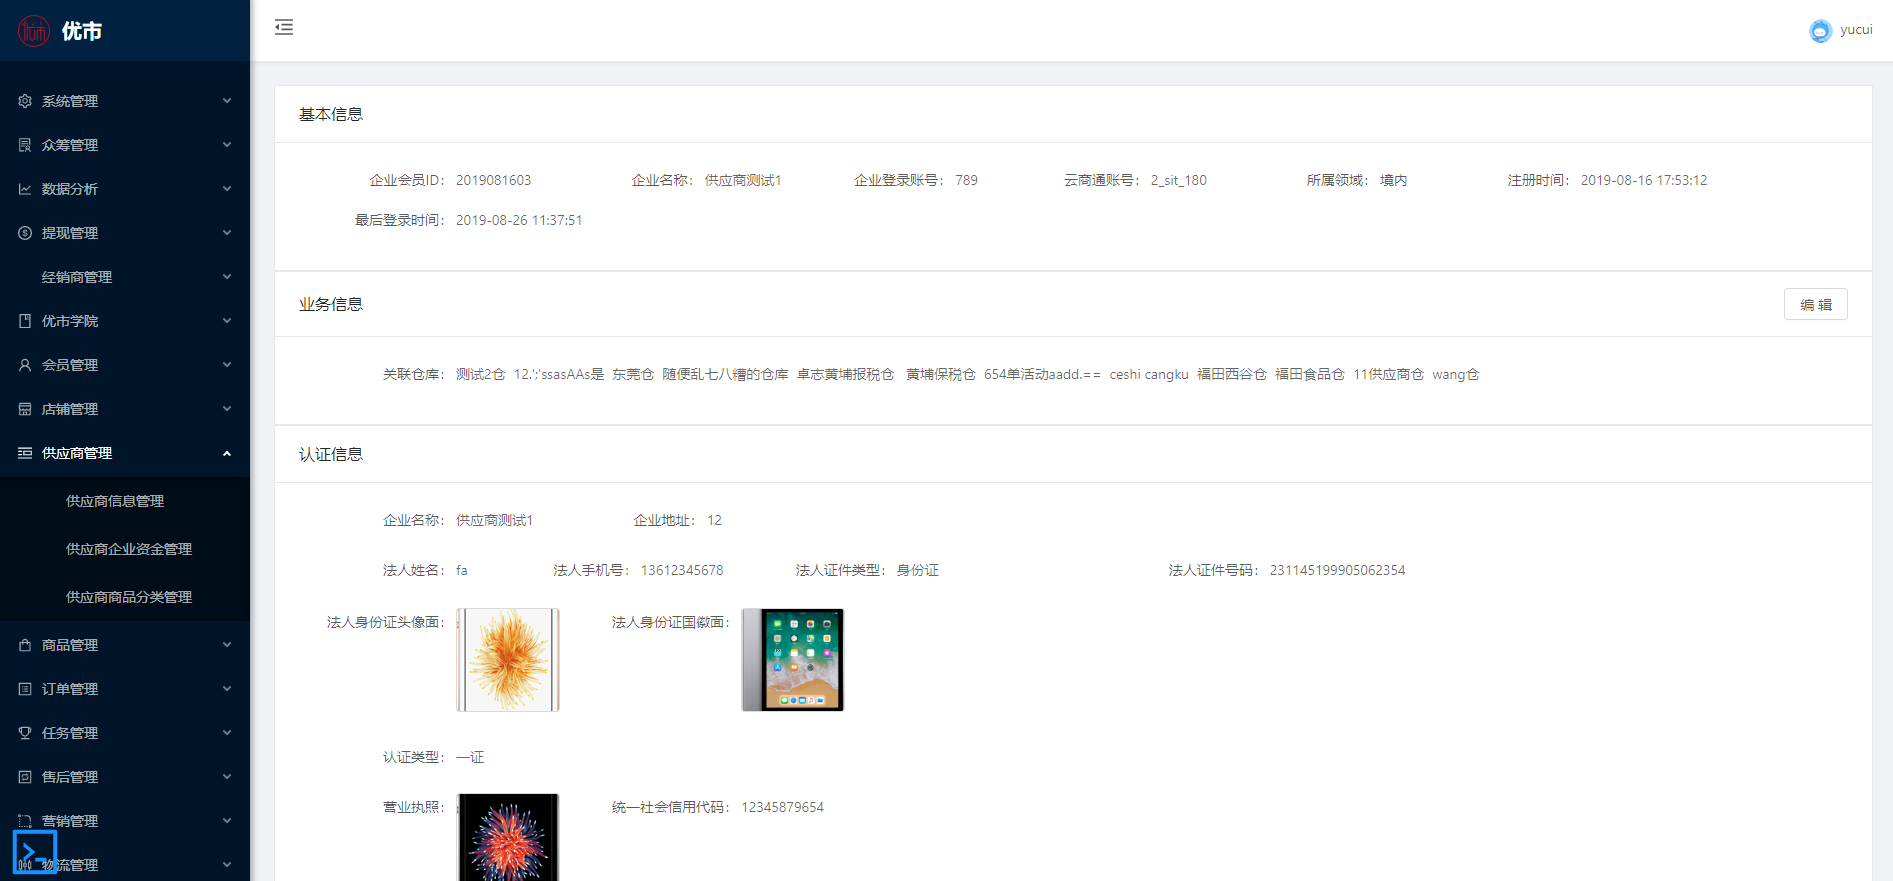 优市
yucui
系统管理
众筹管理
数据分析
提现管理
经销商管理
优市学院
会员管理
店铺管理
供应商管理
供应商信息管理
供应商企业资金管理
供应商商品分类管理
商品管理
订单管理
任务管理
售后管理
营销管理
物流管理
基本信息
企业会员ID： 2019081603 企业名称： 供应商测试1 企业登录账号： 789 云商通账号： 2_sit_180 所属领域： 境内 注册时间： 2019-08-16 17:53:12
最后登录时间： 2019-08-26 11:37:51
业务信息 编 辑
关联仓库： 测试2仓 12.';'ssasAAs是 东莞仓 随便乱七八糟的仓库 卓志黄埔报税仓 黄埔保税仓 654单活动aadd.== ceshi cangku 福田西谷仓 福田食品仓 11供应商仓 wang仓
认证信息
企业名称： 供应商测试1 企业地址： 12
法人姓名： fa 法人手机号： 13612345678 法人证件类型： 身份证 法人证件号码： 231145199905062354
法人身份证头像面： 法人身份证国徽面：
认证类型： 一证
营业执照： 统一社会信用代码： 12345879654